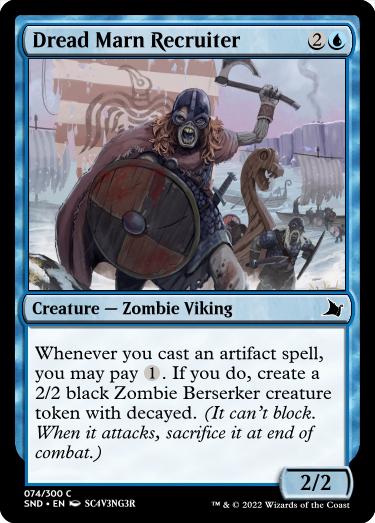 Dread Marn Recruiter 2
Creature — Zombie Viking
Whenever you cast an artifact spell,
you may pay 1. If you do, create a
2/2 black Zombie Berserker creature
token with decayed. (It can't block.
When it attacks, sacrifice it at end of
combat.)
2/2
074/300 C
SND • EN SC4V3NG3R
™ & © 2022 Wizards of the Coast